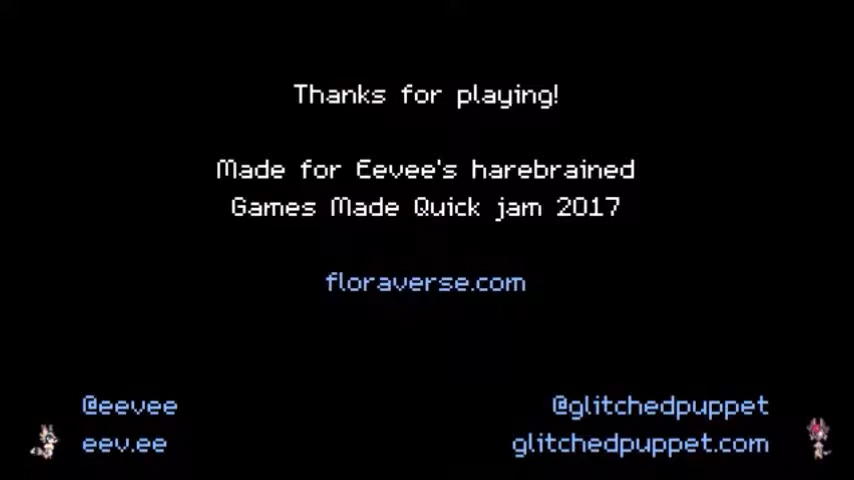 Thanks for playing!
Made for Eevee's harebrained
Games Made Quick jam 2017
floraverse.com
@eevee
eev.ee
@glitchedpuppet
glitchedpuppet.com